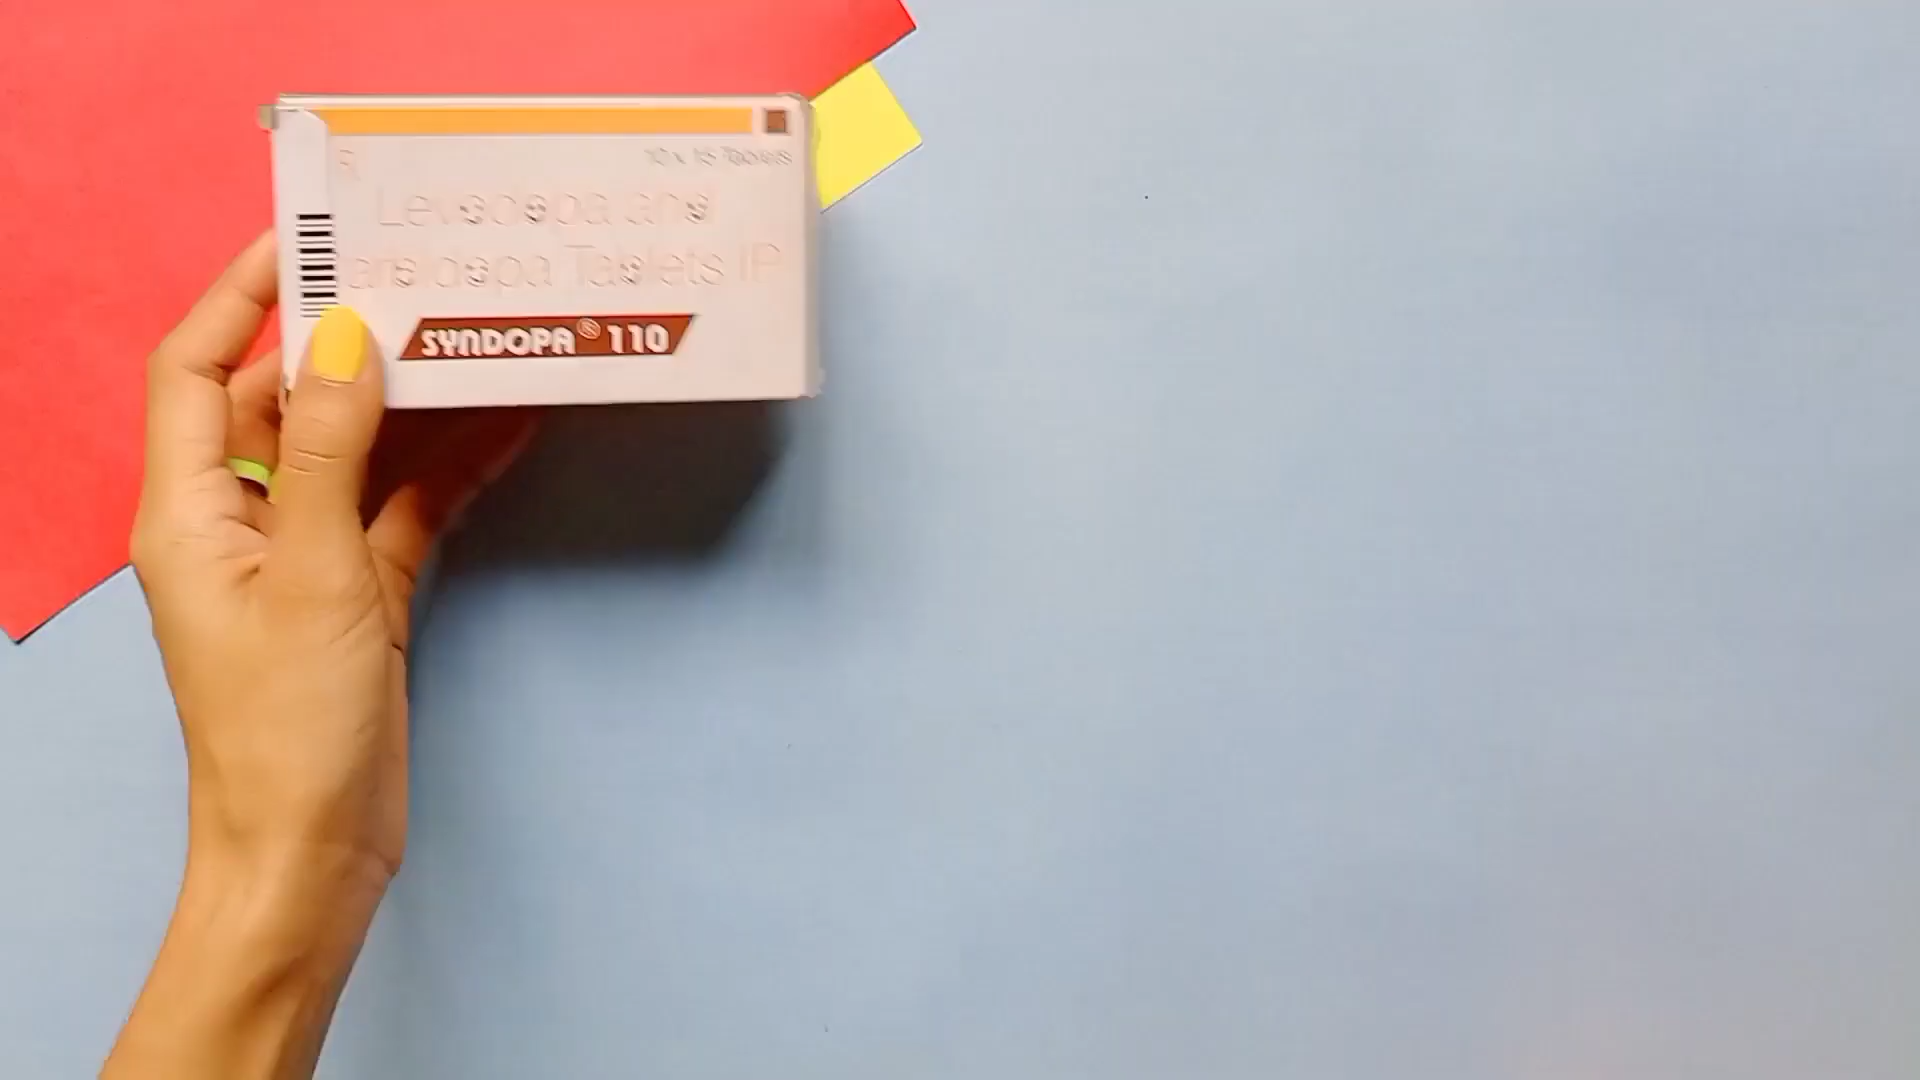 10 x 15 Tablets
Levodopa and
Carbidopa Tablets IP
SYNDOPA® 110